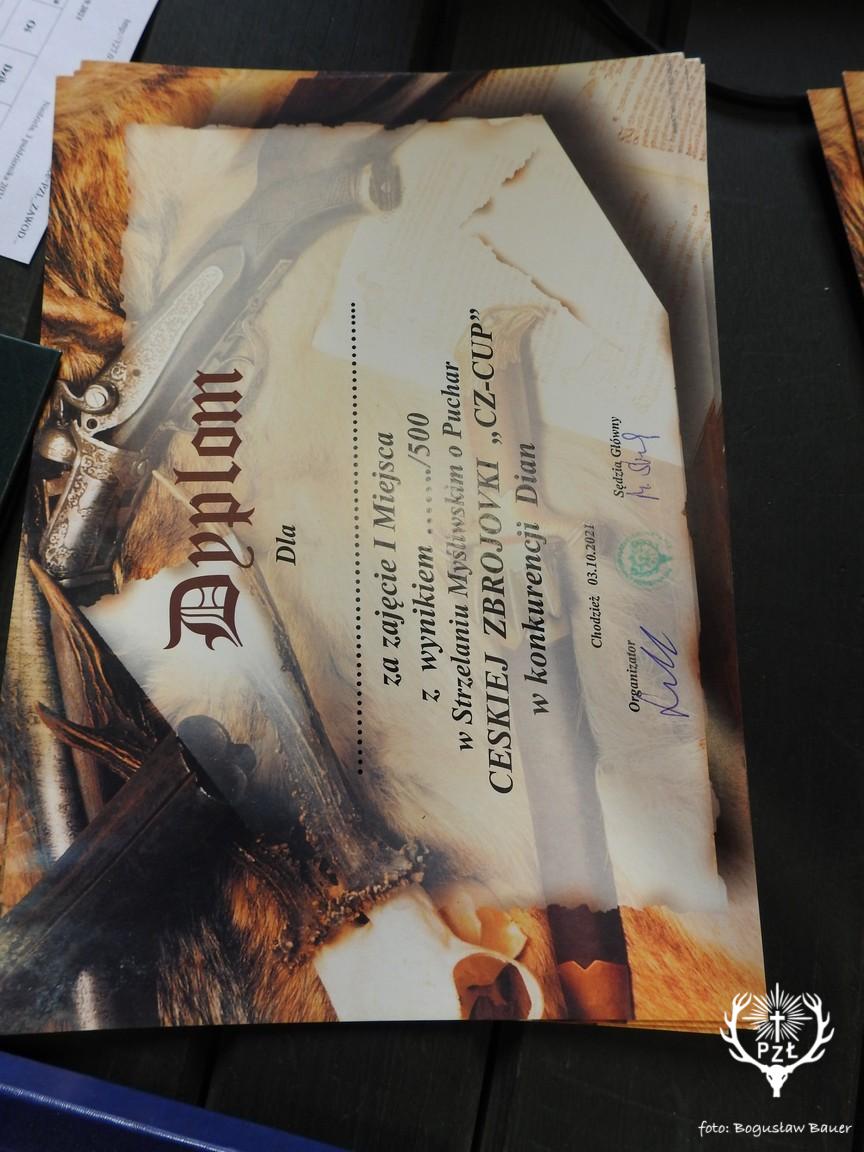 Dyplom
Dla
..............................................................
za zajęcie I Miejsca
z wynikiem ......./500
w Strzelaniu Myśliwskim o Puchar
CESKIEJ ZBROJOVKI „CZ-CUP”
w konkurencji Dian
Chodzież 03.10.2021
Organizator
Sędzia Główny
PZŁ
foto: Bogusław Bauer